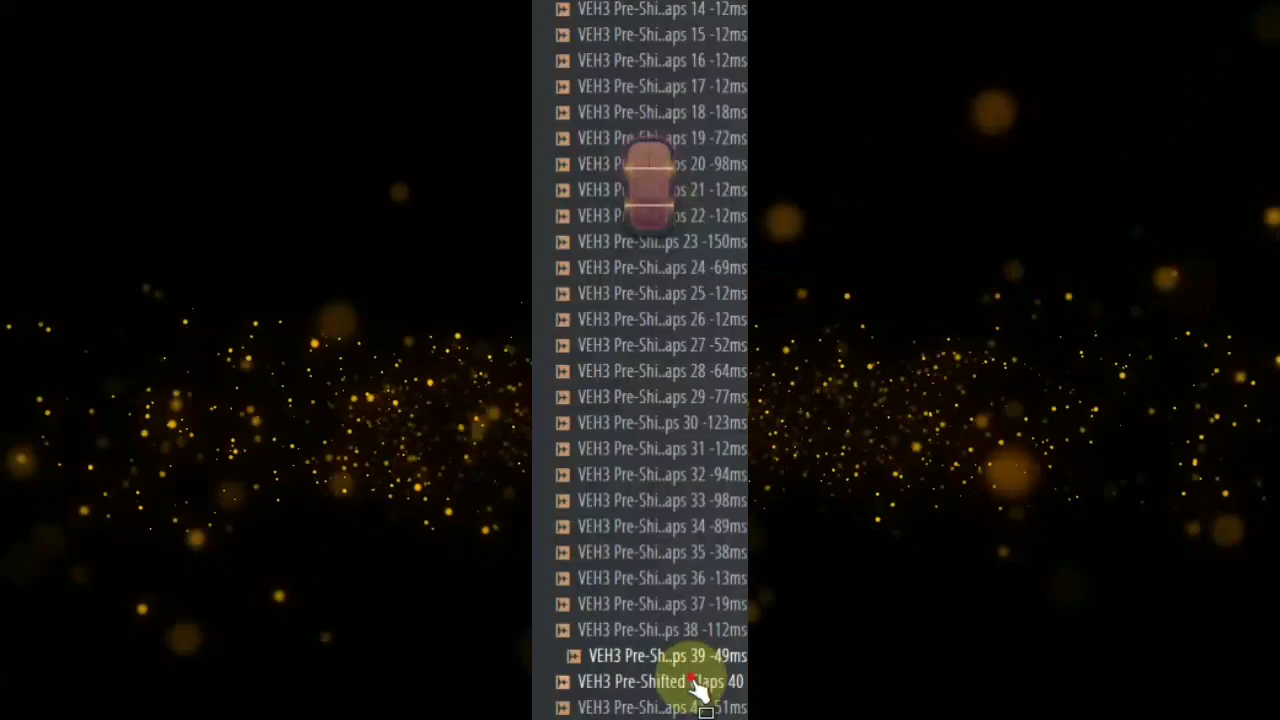 VEH3 Pre-Shi..aps 14 -12ms
VEH3 Pre-Shi..aps 15 -12ms
VEH3 Pre-Shi..aps 16 -12ms
VEH3 Pre-Shi..aps 17 -12ms
VEH3 Pre-Shi..aps 18 -18ms
VEH3 Pre-Shi..aps 19 -72ms
VEH3 20 -98ms
VEH3 21 -12ms
VEH3 22 -12ms
VEH3 Pre-Shi..ps 23 -150ms
VEH3 Pre-Shi..aps 24 -69ms
VEH3 Pre-Shi..aps 25 -12ms
VEH3 Pre-Shi..aps 26 -12ms
VEH3 Pre-Shi..aps 27 -52ms
VEH3 Pre-Shi..aps 28 -64ms
VEH3 Pre-Shi..aps 29 -77ms
VEH3 Pre-Shi..ps 30 -123ms
VEH3 Pre-Shi..aps 31 -12ms
VEH3 Pre-Shi..aps 32 -94ms
VEH3 Pre-Shi..aps 33 -98ms
VEH3 Pre-Shi..aps 34 -89ms
VEH3 Pre-Shi..aps 35 -38ms
VEH3 Pre-Shi..aps 36 -13ms
VEH3 Pre-Shi..aps 37 -19ms
VEH3 Pre-Shi..ps 38 -112ms
VEH3 Pre-Sh..ps 39 -49ms
VEH3 Pre-Shifted Claps 40
VEH3 Pre-Shi..aps